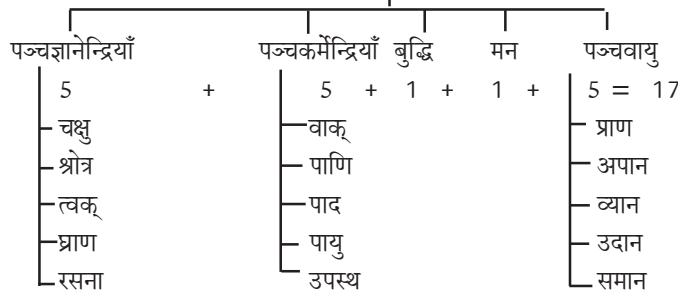 पञ्चज्ञानेन्द्रियाँ पञ्चकर्मेन्द्रियाँ बुद्धि मन पञ्चवायु
5 + 5 + 1 + 1 + 5 = 17
चक्षु वाक् प्राण
श्रोत्र पाणि अपान
त्वक् पाद व्यान
घ्राण पायु उदान
रसना उपस्थ समान